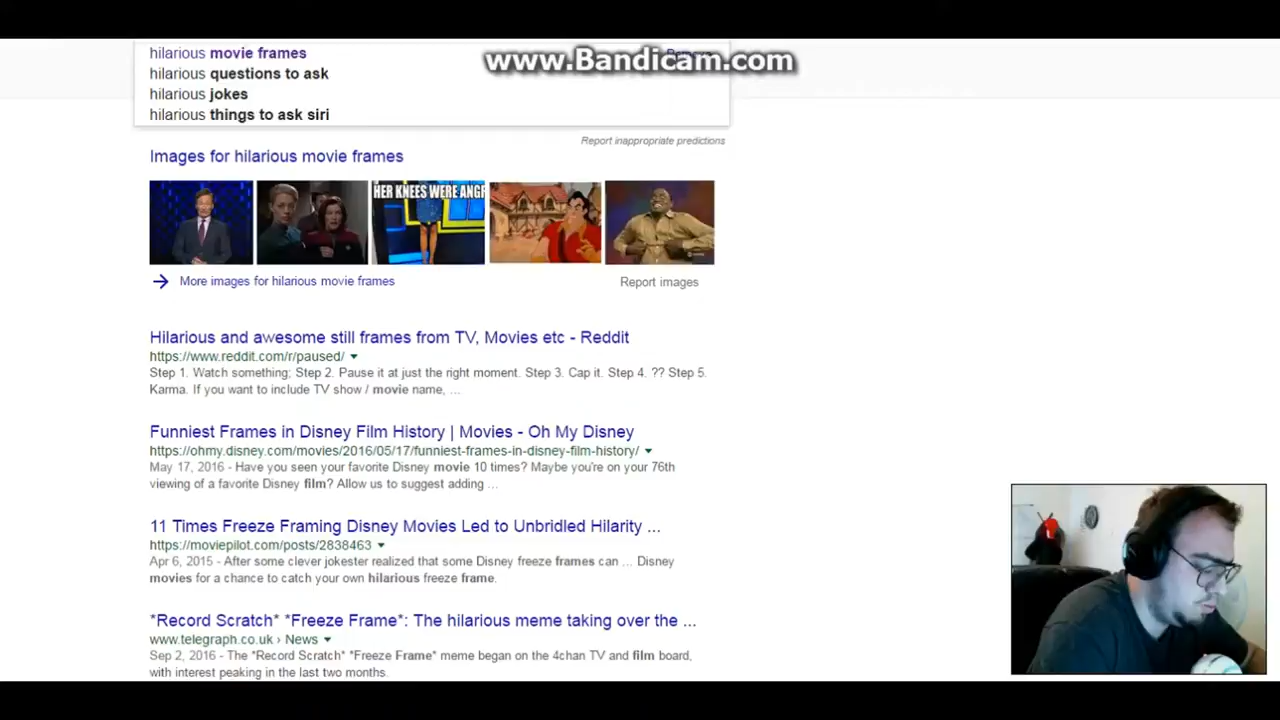 hilarious movie frames
www.Bandicam.com
hilarious questions to ask
hilarious jokes
hilarious things to ask siri
Report inappropriate predictions
Images for hilarious movie frames
HER KNEES WERE ANGR
More images for hilarious movie frames
Report images
Hilarious and awesome still frames from TV, Movies etc - Reddit
https://www.reddit.com/r/paused/
Step 1. Watch something; Step 2. Pause it at just the right moment. Step 3. Cap it. Step 4. ?? Step 5.
Karma. If you want to include TV show / movie name, ...
Funniest Frames in Disney Film History | Movies - Oh My Disney
https://ohmy.disney.com/movies/2016/05/17/funniest-frames-in-disney-film-history/
May 17, 2016 - Have you seen your favorite Disney movie 10 times? Maybe you're on your 76th
viewing of a favorite Disney film? Allow us to suggest adding ...
11 Times Freeze Framing Disney Movies Led to Unbridled Hilarity ...
https://moviepilot.com/posts/2838463
Apr 6, 2015 - After some clever jokester realized that some Disney freeze frames can ... Disney
movies for a chance to catch your own hilarious freeze frame.
*Record Scratch* *Freeze Frame*: The hilarious meme taking over the ...
www.telegraph.co.uk › News
Sep 2, 2016 - The *Record Scratch* *Freeze Frame* meme began on the 4chan TV and film board,
with interest peaking in the last two months.